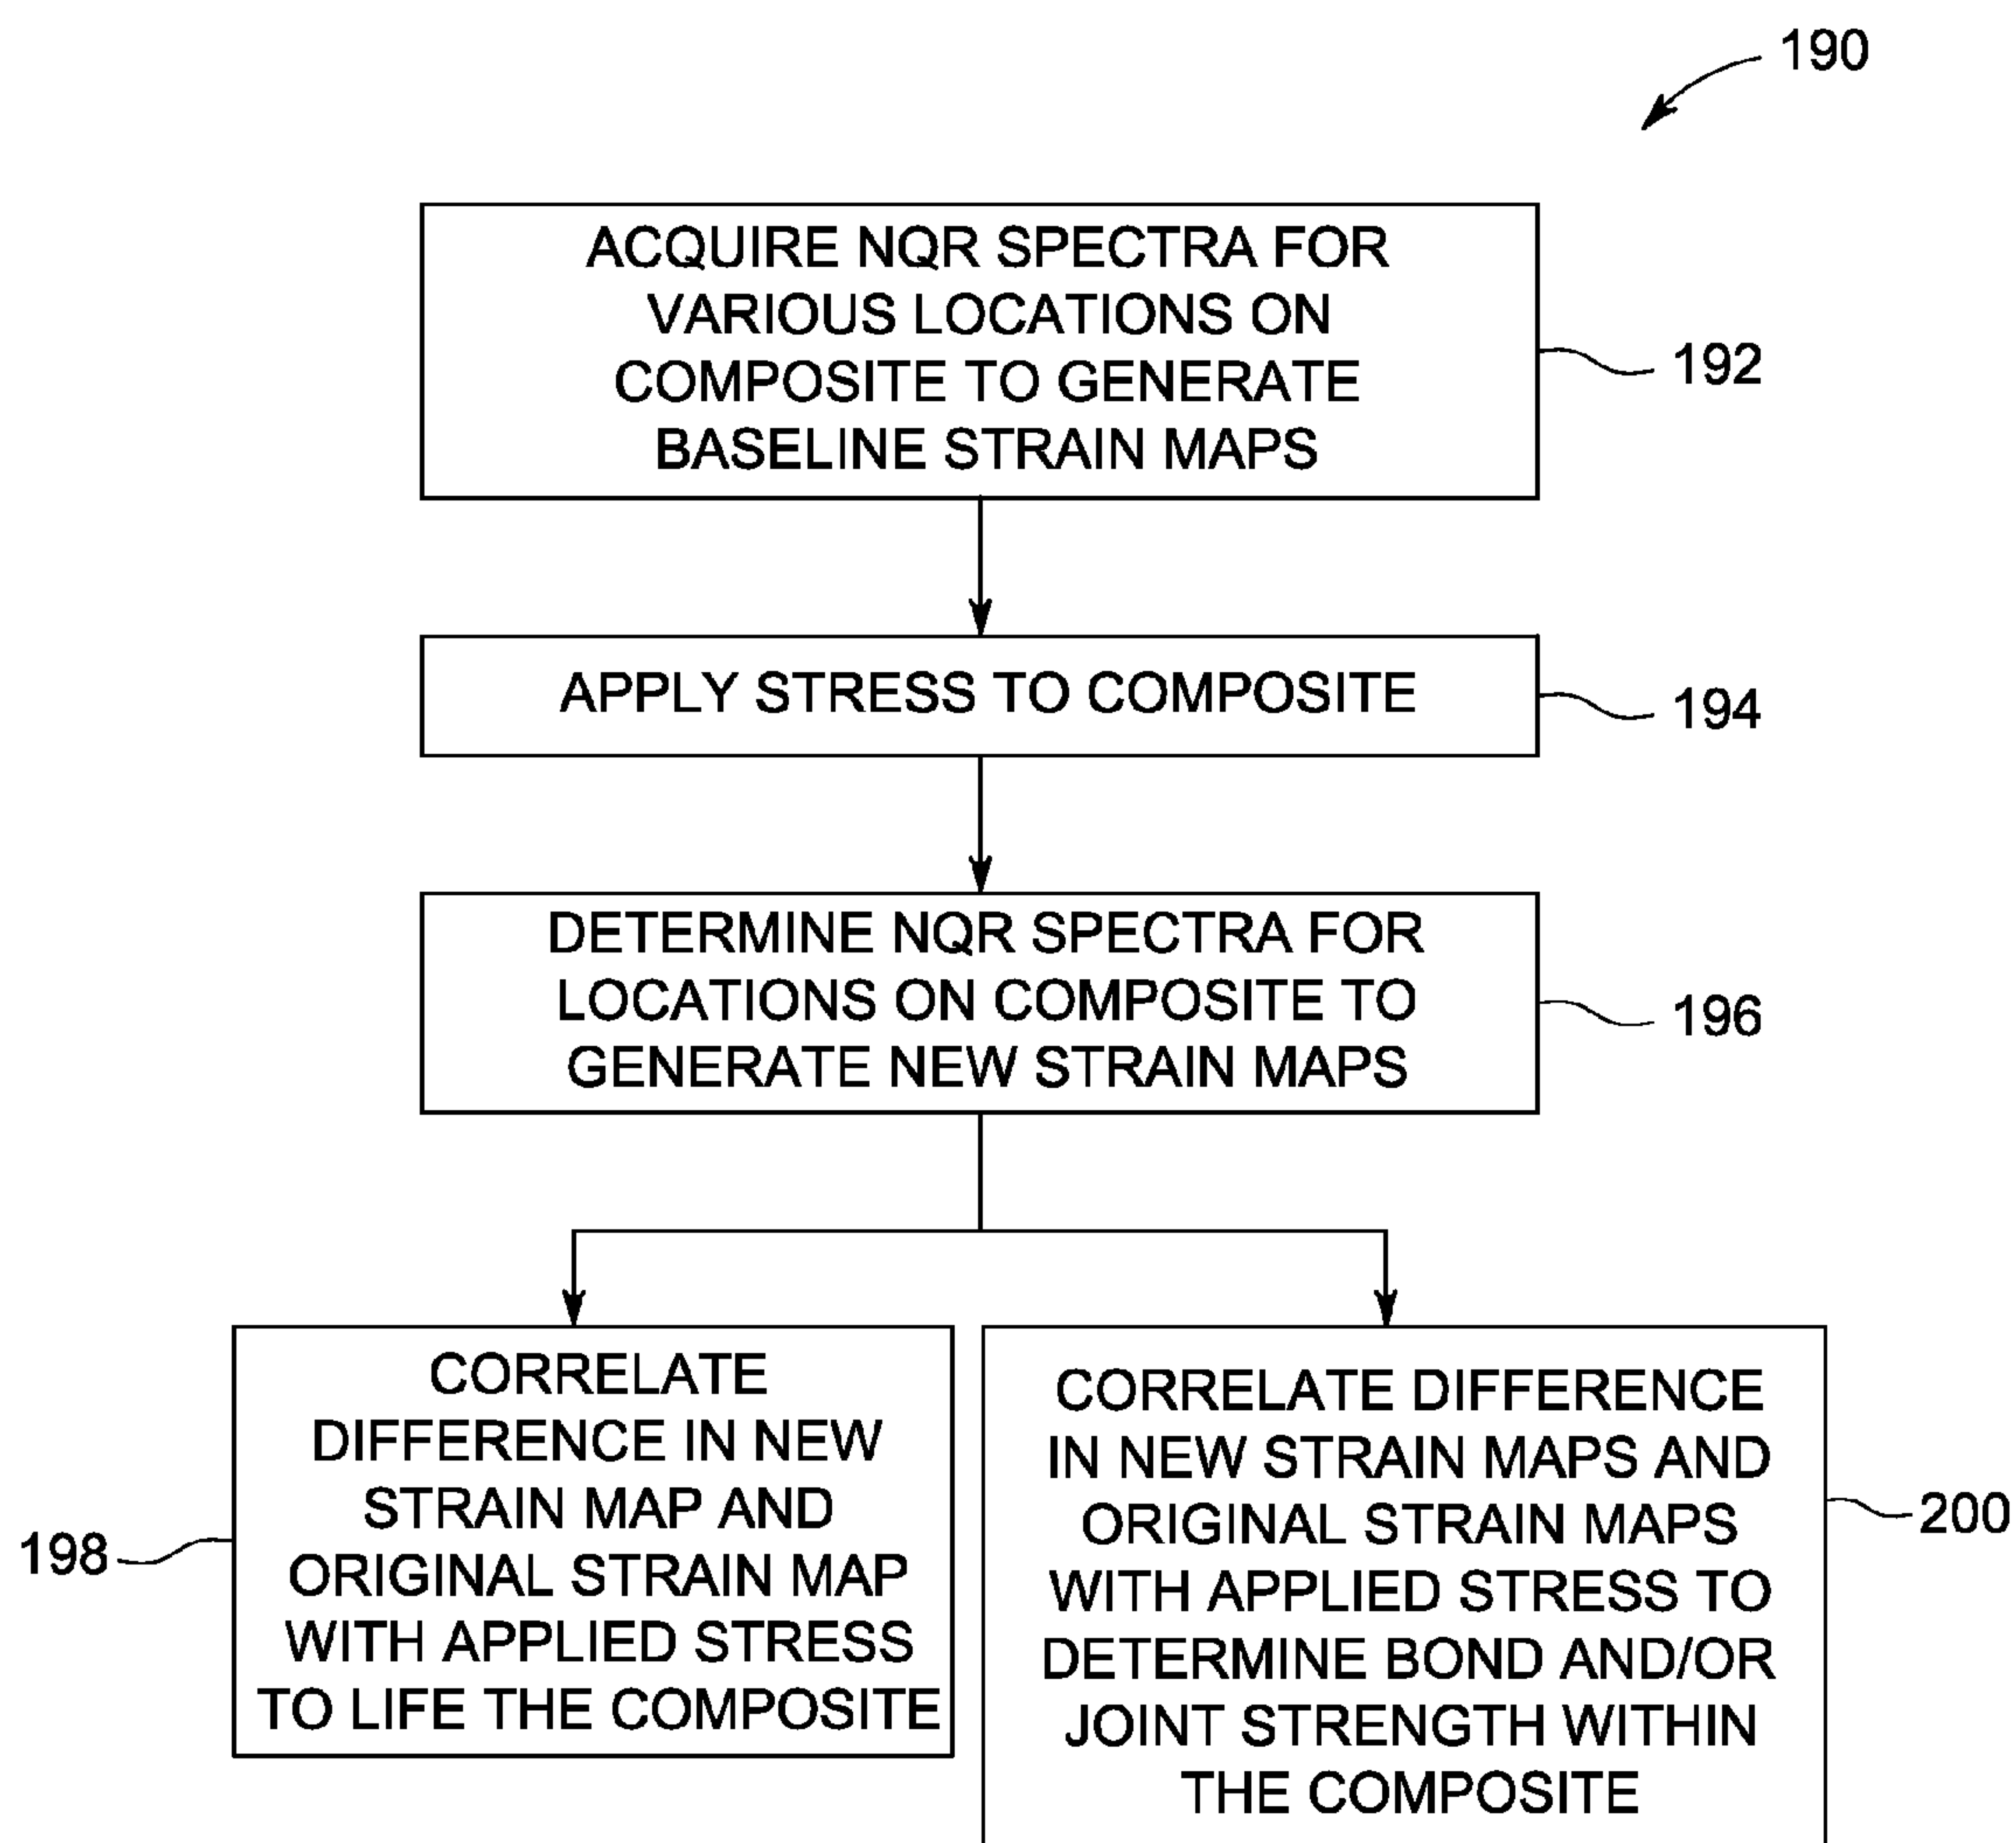 190
ACQUIRE NQR SPECTRA FOR
VARIOUS LOCATIONS ON
COMPOSITE TO GENERATE
BASELINE STRAIN MAPS
192
APPLY STRESS TO COMPOSITE
194
DETERMINE NQR SPECTRA FOR
LOCATIONS ON COMPOSITE TO
GENERATE NEW STRAIN MAPS
196
CORRELATE
DIFFERENCE IN NEW
STRAIN MAP AND
ORIGINAL STRAIN MAP
WITH APPLIED STRESS
TO LIFE THE COMPOSITE
198
CORRELATE DIFFERENCE
IN NEW STRAIN MAPS AND
ORIGINAL STRAIN MAPS
WITH APPLIED STRESS TO
DETERMINE BOND AND/OR
JOINT STRENGTH WITHIN
THE COMPOSITE
200